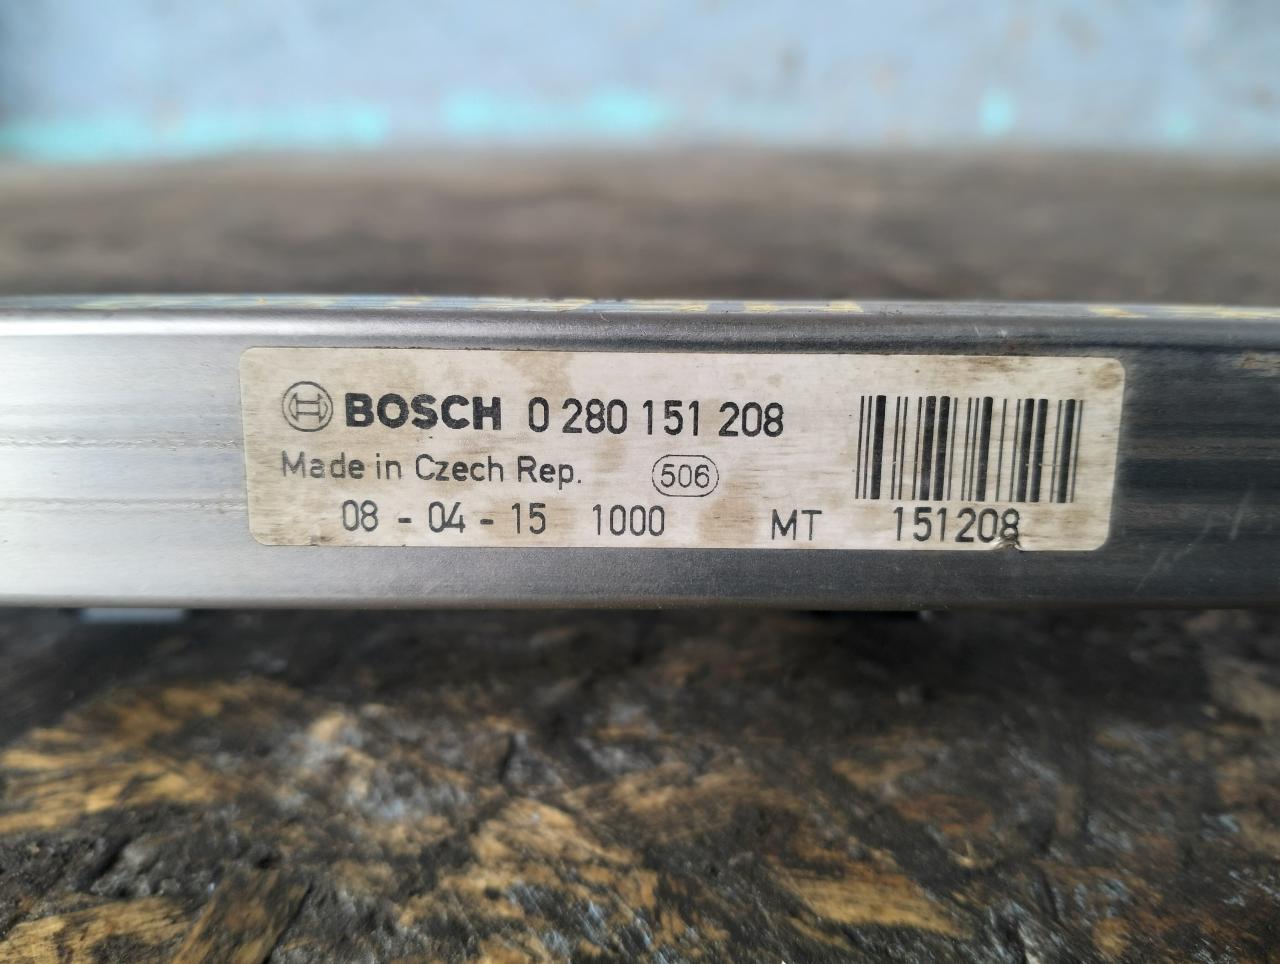 BOSCH 0 280 151 208
Made in Czech Rep. 506
08 - 04 - 15 1000 MT 151208